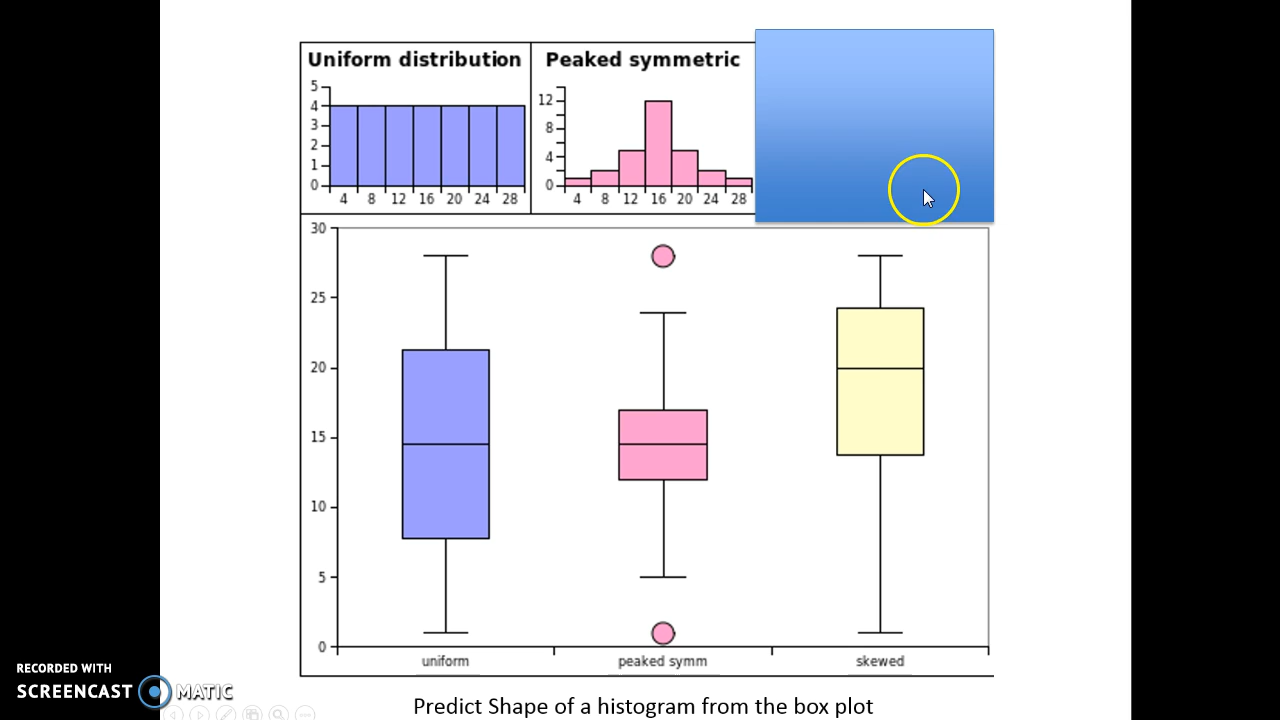 Uniform distribution
5
4
3
2
1
0
4 8 12 16 20 24 28
Peaked symmetric
12
8
4
0
4 8 12 16 20 24 28
30
25
20
15
10
5
0
uniform peaked symm skewed
Predict Shape of a histogram from the box plot
RECORDED WITH
SCREENCAST MATIC